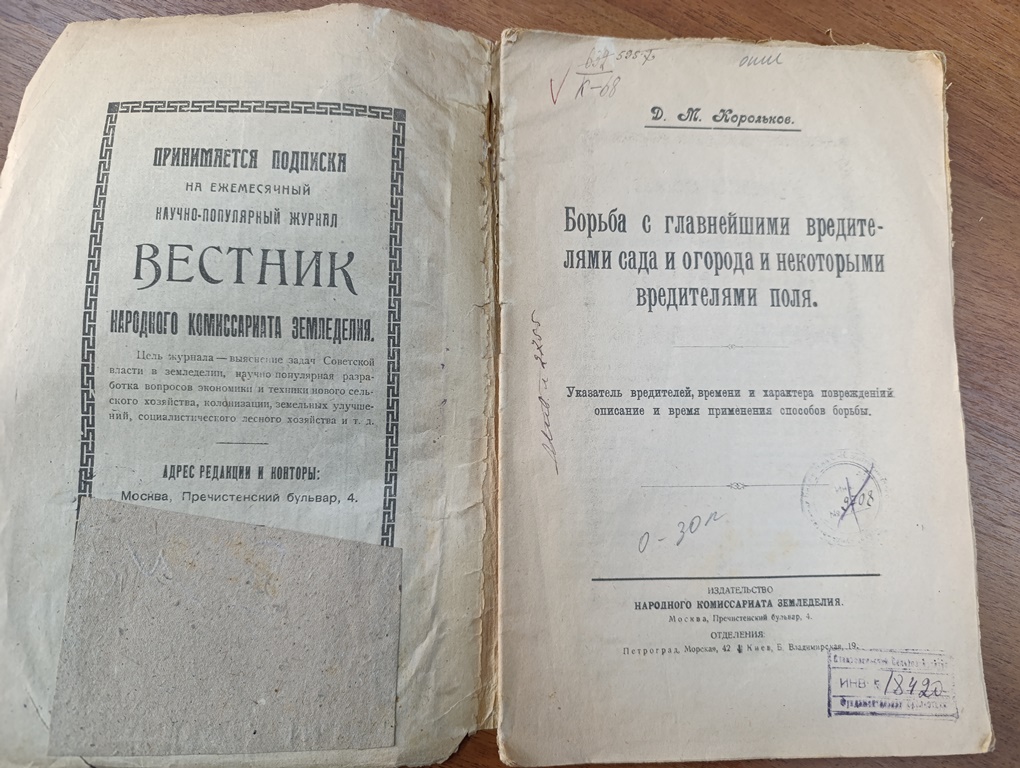 ПРИНИМАЕТСЯ ПОДПИСКА
НА ЕЖЕМЕСЯЧНЫЙ
НАУЧНО-ПОПУЛЯРНЫЙ ЖУРНАЛ
ВЕСТНИК
НАРОДНОГО КОМИССАРИАТА ЗЕМЛЕДЕЛИЯ.
Цель журнала—выяснение задач Советской
власти в земледелии, научно популярная разра-
ботка вопросов экономики и техники нового сель-
ского хозяйства, колонизации, земельных улучше-
ний, социалистического лесного хозяйства и т. д.
АДРЕС РЕДАКЦИИ И КОНТОРЫ:
Москва, Пречистенский бульвар, 4.
К-68
Д. М. Корольков.
Борьба с главнейшими вредите-
лями сада и огорода и некоторыми
вредителями поля.
Указатель вредителей, времени и характера повреждений
описание и время применения способов борьбы.
О-30к
ИЗДАТЕЛЬСТВО
НАРОДНОГО КОМИССАРИАТА ЗЕМЛЕДЕЛИЯ.
Москва, Пречистенский бульвар, 4.
ОТДЕЛЕНИЯ:
Петроград, Морская, 42 и Киев, Б. Владимирская, 19.
ИНВ № 18420